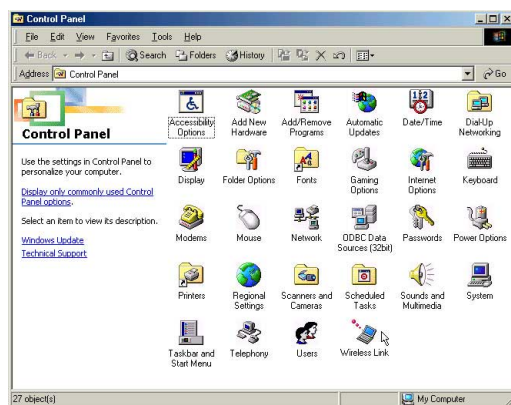 Control Panel
File Edit View Favorites Tools Help
Back Search Folders History
Address Control Panel Go
Control Panel
Use the settings in Control Panel to
personalize your computer.
Display only commonly used Control
Panel options.
Select an item to view its description.
Windows Update
Technical Support
Accessibility
Options
Add New
Hardware
Add/Remove
Programs
Automatic
Updates
Date/Time
Dial-Up
Networking
Display
Folder Options
Fonts
Gaming
Options
Internet
Options
Keyboard
Modems
Mouse
Network
ODBC Data
Sources (32bit)
Passwords
Power Options
Printers
Regional
Settings
Scanners and
Cameras
Scheduled
Tasks
Sounds and
Multimedia
System
Taskbar and
Start Menu
Telephony
Users
Wireless Link
27 object(s)
My Computer